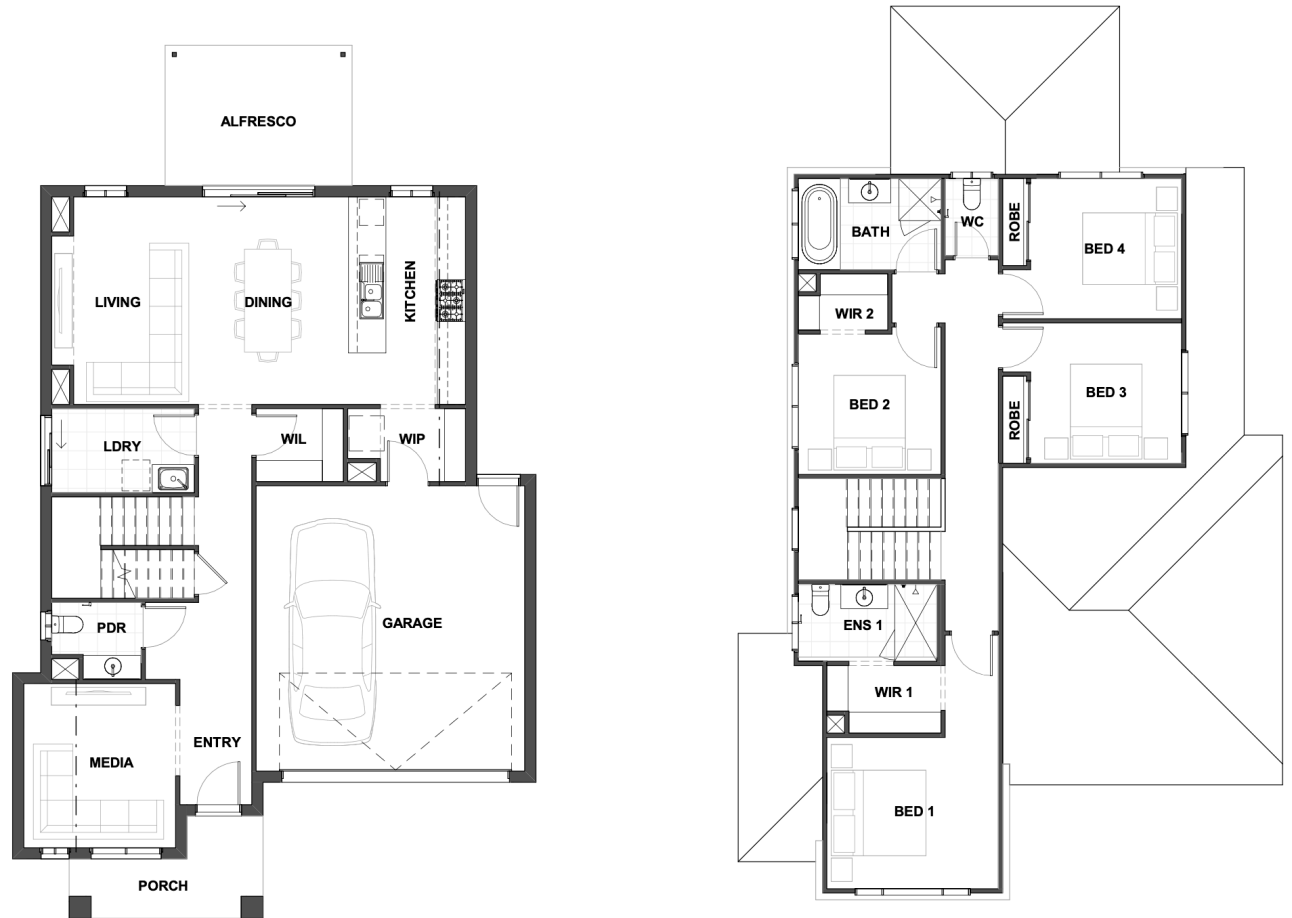 ALFRESCO
LIVING
DINING
KITCHEN
LDRY
WIL
WIP
PDR
GARAGE
ENTRY
MEDIA
PORCH
BATH
WC
ROBE
BED 4
WIR 2
BED 2
BED 3
ROBE
ENS 1
WIR 1
BED 1